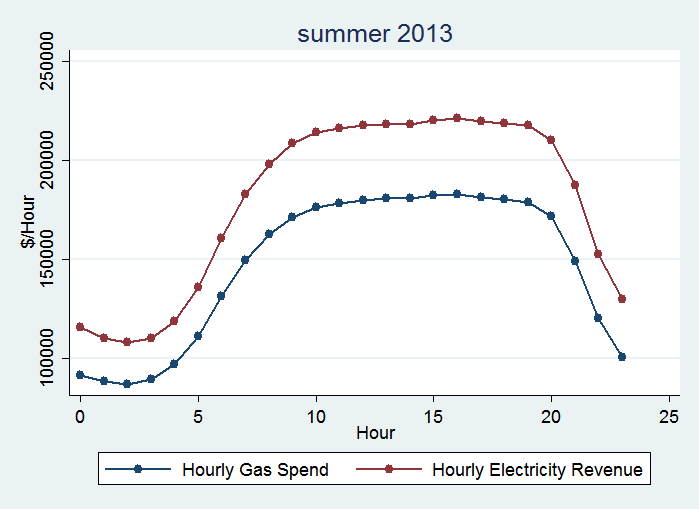 summer 2013
250000
200000
150000
100000
$/Hour
0 5 10 15 20 25
Hour
Hourly Gas Spend Hourly Electricity Revenue